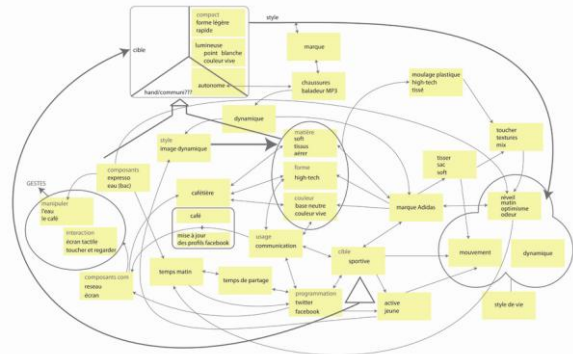 compact
forme légère
rapide
style
cible
lumineuse
point blanche
couleur vive
marque
autonome +
chaussures
baladeur MP3
moulage plastique
high-tech
tissé
hand/commun???
dynamique
style
image dynamique
matière
soft
tissus
aimer
toucher
textures
mix
tisser
sac
soft
composants
expresso
eau (bac)
forme
high-tech
GESTES
manipuler
l'eau
le café
cafétière
couleur
base neutre
couleur vive
marque Adidas
réveil
matin
optimisme
odeur
café
interaction
écran tactile
toucher et regarder
mise à jour
des profils facebook
usage
communication
cible
sportive
mouvement
dynamique
composants com
reseau
écran
temps matin
temps de partage
programmation
twitter
facebook
active
jeune
style de vie